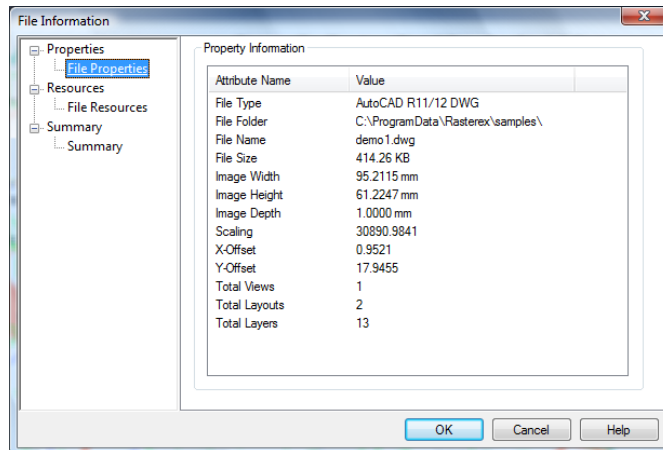 File Information
Properties
File Properties
Resources
File Resources
Summary
Summary
Property Information
Attribute Name Value
File Type AutoCAD R11/12 DWG
File Folder C:\ProgramData\Rasterex\samples\
File Name demo1.dwg
File Size 414.26 KB
Image Width 95.2115 mm
Image Height 61.2247 mm
Image Depth 1.0000 mm
Scaling 30890.9841
X-Offset 0.9521
Y-Offset 17.9455
Total Views 1
Total Layouts 2
Total Layers 13
OK Cancel Help